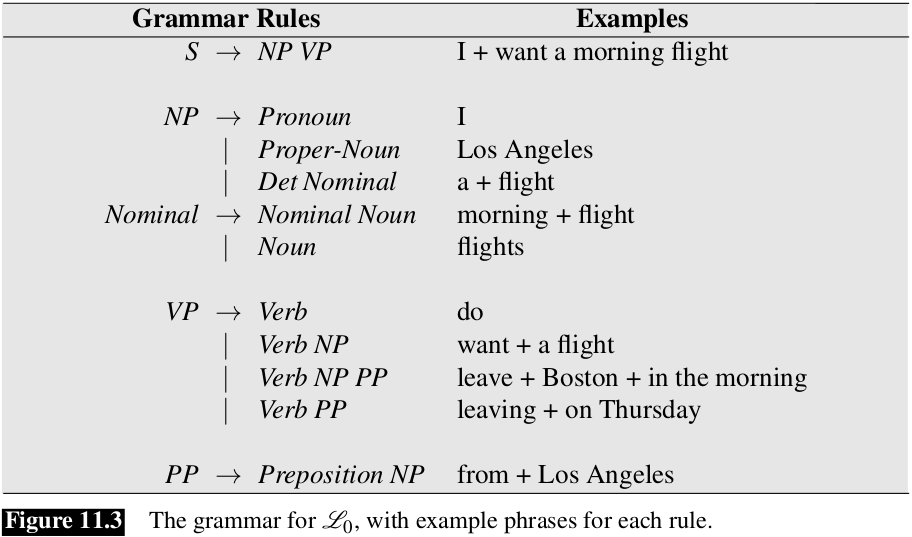 Grammar Rules Examples
S → NP VP I + want a morning flight
NP → Pronoun I
| Proper-Noun Los Angeles
| Det Nominal a + flight
Nominal → Nominal Noun morning + flight
| Noun flights
VP → Verb do
| Verb NP want + a flight
| Verb NP PP leave + Boston + in the morning
| Verb PP leaving + on Thursday
PP → Preposition NP from + Los Angeles
Figure 11.3 The grammar for ℒ₀, with example phrases for each rule.